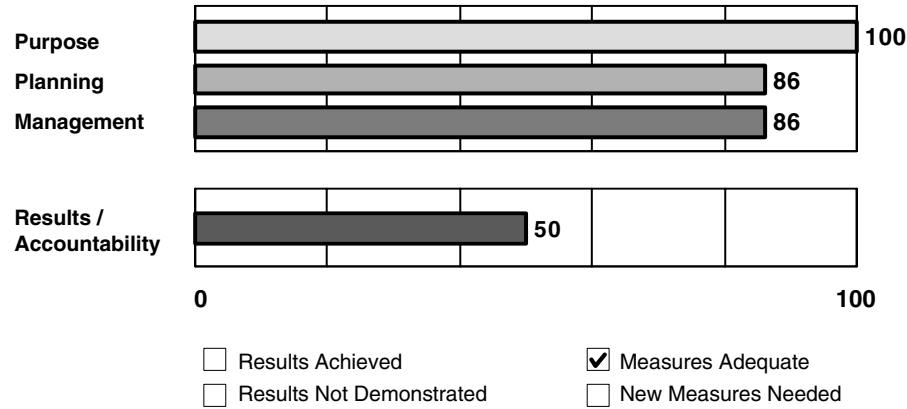 Purpose 100
Planning 86
Management 86
Results /
Accountability 50
0 100
Results Achieved Measures Adequate
Results Not Demonstrated New Measures Needed